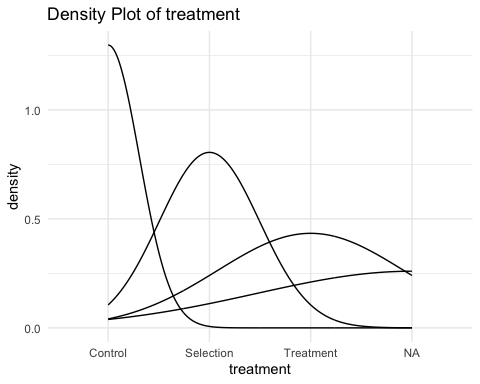 Density Plot of treatment
1.0
0.5
0.0
density
Control Selection Treatment NA
treatment